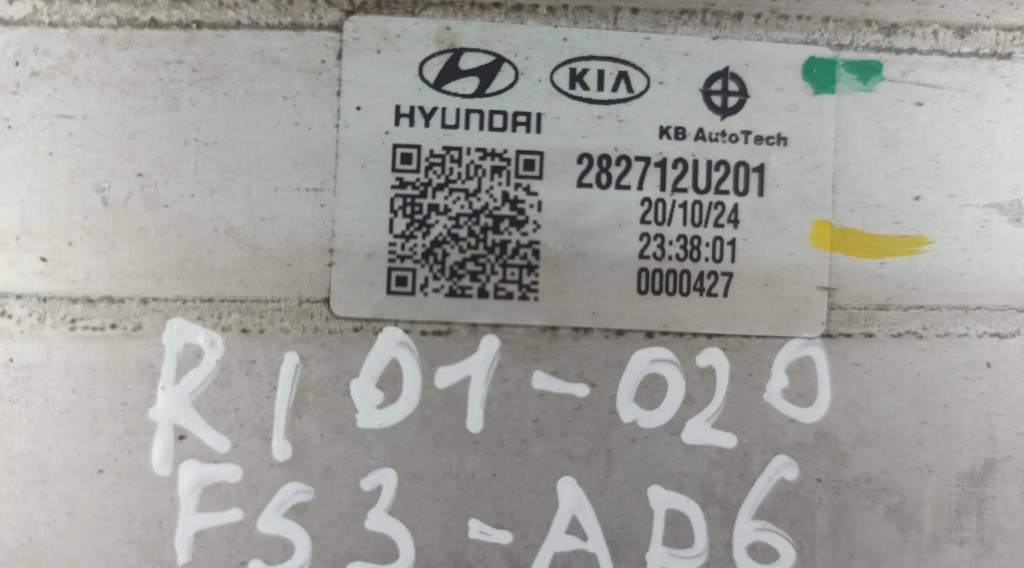 HYUNDAI
KIA
KB AutoTech
282712U201
20/10/24
23:38:01
0000427
RI 01-020
FS3-AD6